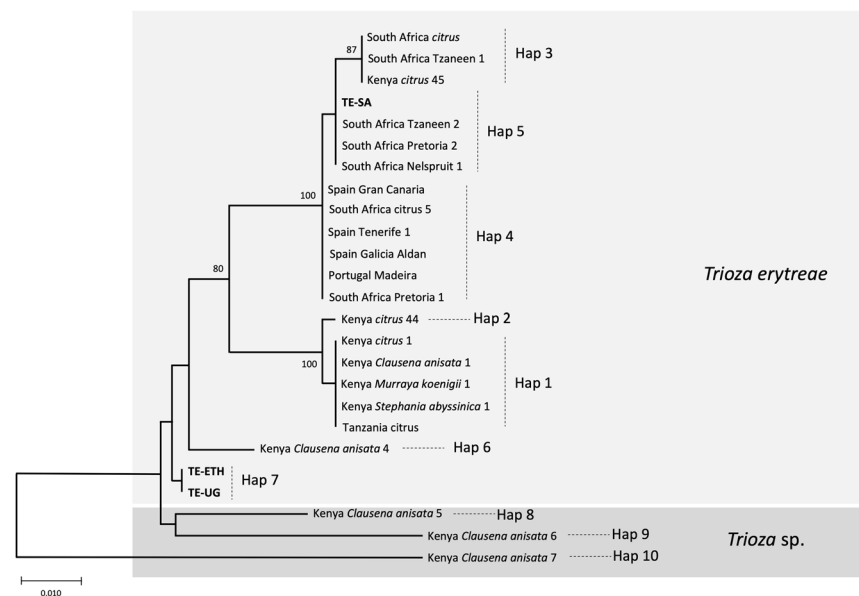 87
South Africa citrus
South Africa Tzaneen 1
Kenya citrus 45
Hap 3
TE-SA
South Africa Tzaneen 2
South Africa Pretoria 2
South Africa Nelspruit 1
Hap 5
100
Spain Gran Canaria
South Africa citrus 5
Spain Tenerife 1
Spain Galicia Aldan
Portugal Madeira
South Africa Pretoria 1
Hap 4
80
Trioza erytreae
Kenya citrus 44
Hap 2
100
Kenya citrus 1
Kenya Clausena anisata 1
Kenya Murraya koenigii 1
Kenya Stephania abyssinica 1
Tanzania citrus
Hap 1
Kenya Clausena anisata 4
Hap 6
TE-ETH
TE-UG
Hap 7
Kenya Clausena anisata 5
Hap 8
Kenya Clausena anisata 6
Hap 9
Kenya Clausena anisata 7
Hap 10
Trioza sp.
0.010